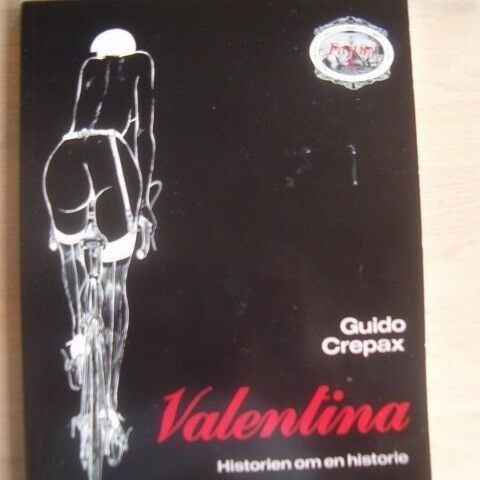 Guido
Crepax
Valentina
Historien om en historie